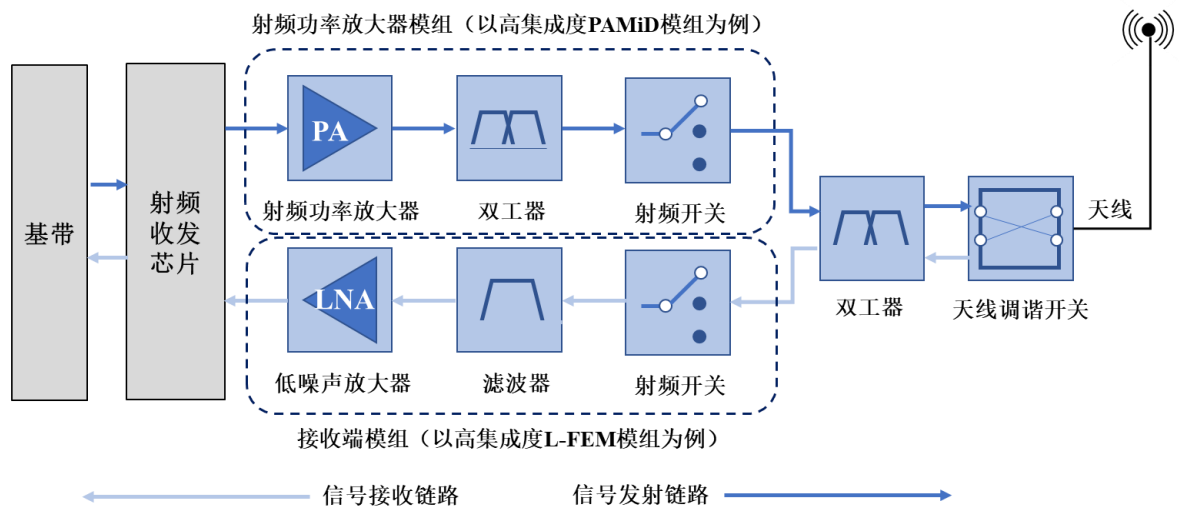 射频功率放大器模组（以高集成度PAMiD模组为例）
基带
射频
收发
芯片
PA
射频功率放大器
双工器
射频开关
天线
LNA
低噪声放大器
滤波器
射频开关
双工器
天线调谐开关
接收端模组（以高集成度L-FEM模组为例）
信号接收链路
信号发射链路